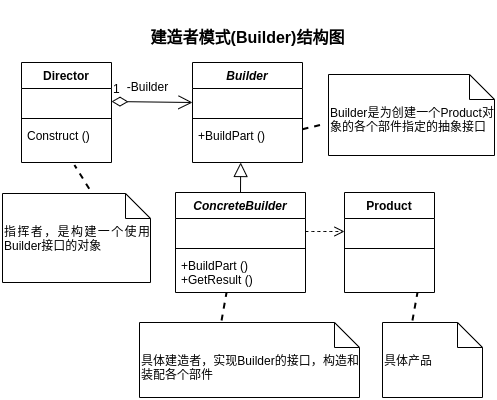 建造者模式(Builder)结构图
Director
1
-Builder
Builder
Construct ()
+BuildPart ()
Builder是为创建一个Product对
象的各个部件指定的抽象接口
指挥者，是构建一个使用
Builder接口的对象
ConcreteBuilder
Product
+BuildPart ()
+GetResult ()
具体建造者，实现Builder的接口，构造和
装配各个部件
具体产品